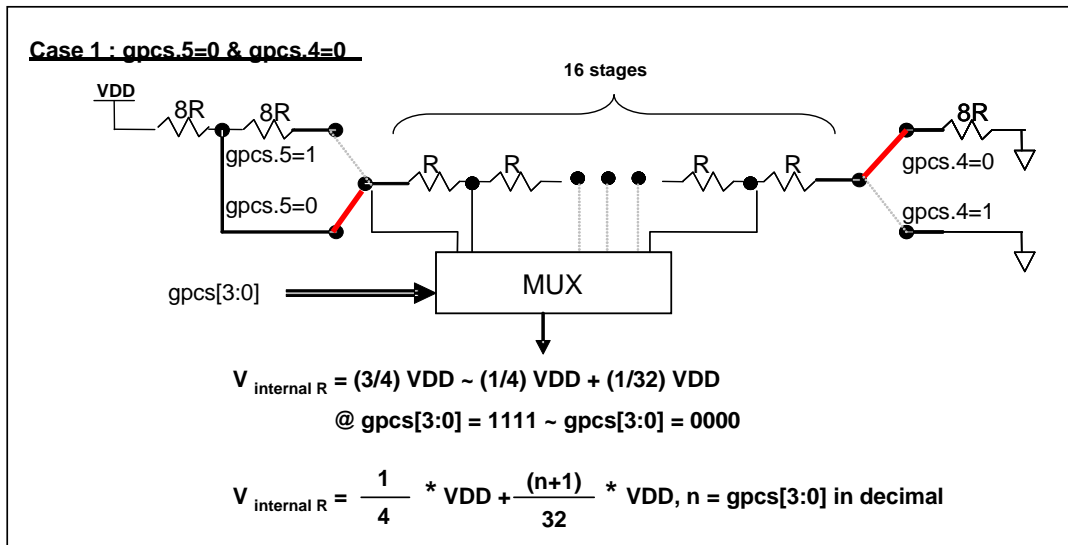 Case 1 : gpcs.5=0 & gpcs.4=0
16 stages
VDD
8R
8R
8R
gpcs.5=1
R
R
R
R
gpcs.4=0
gpcs.5=0
gpcs.4=1
MUX
gpcs[3:0]
V internal R = (3/4) VDD ~ (1/4) VDD + (1/32) VDD
@ gpcs[3:0] = 1111 ~ gpcs[3:0] = 0000
V internal R = 1/4 * VDD + (n+1)/32 * VDD, n = gpcs[3:0] in decimal